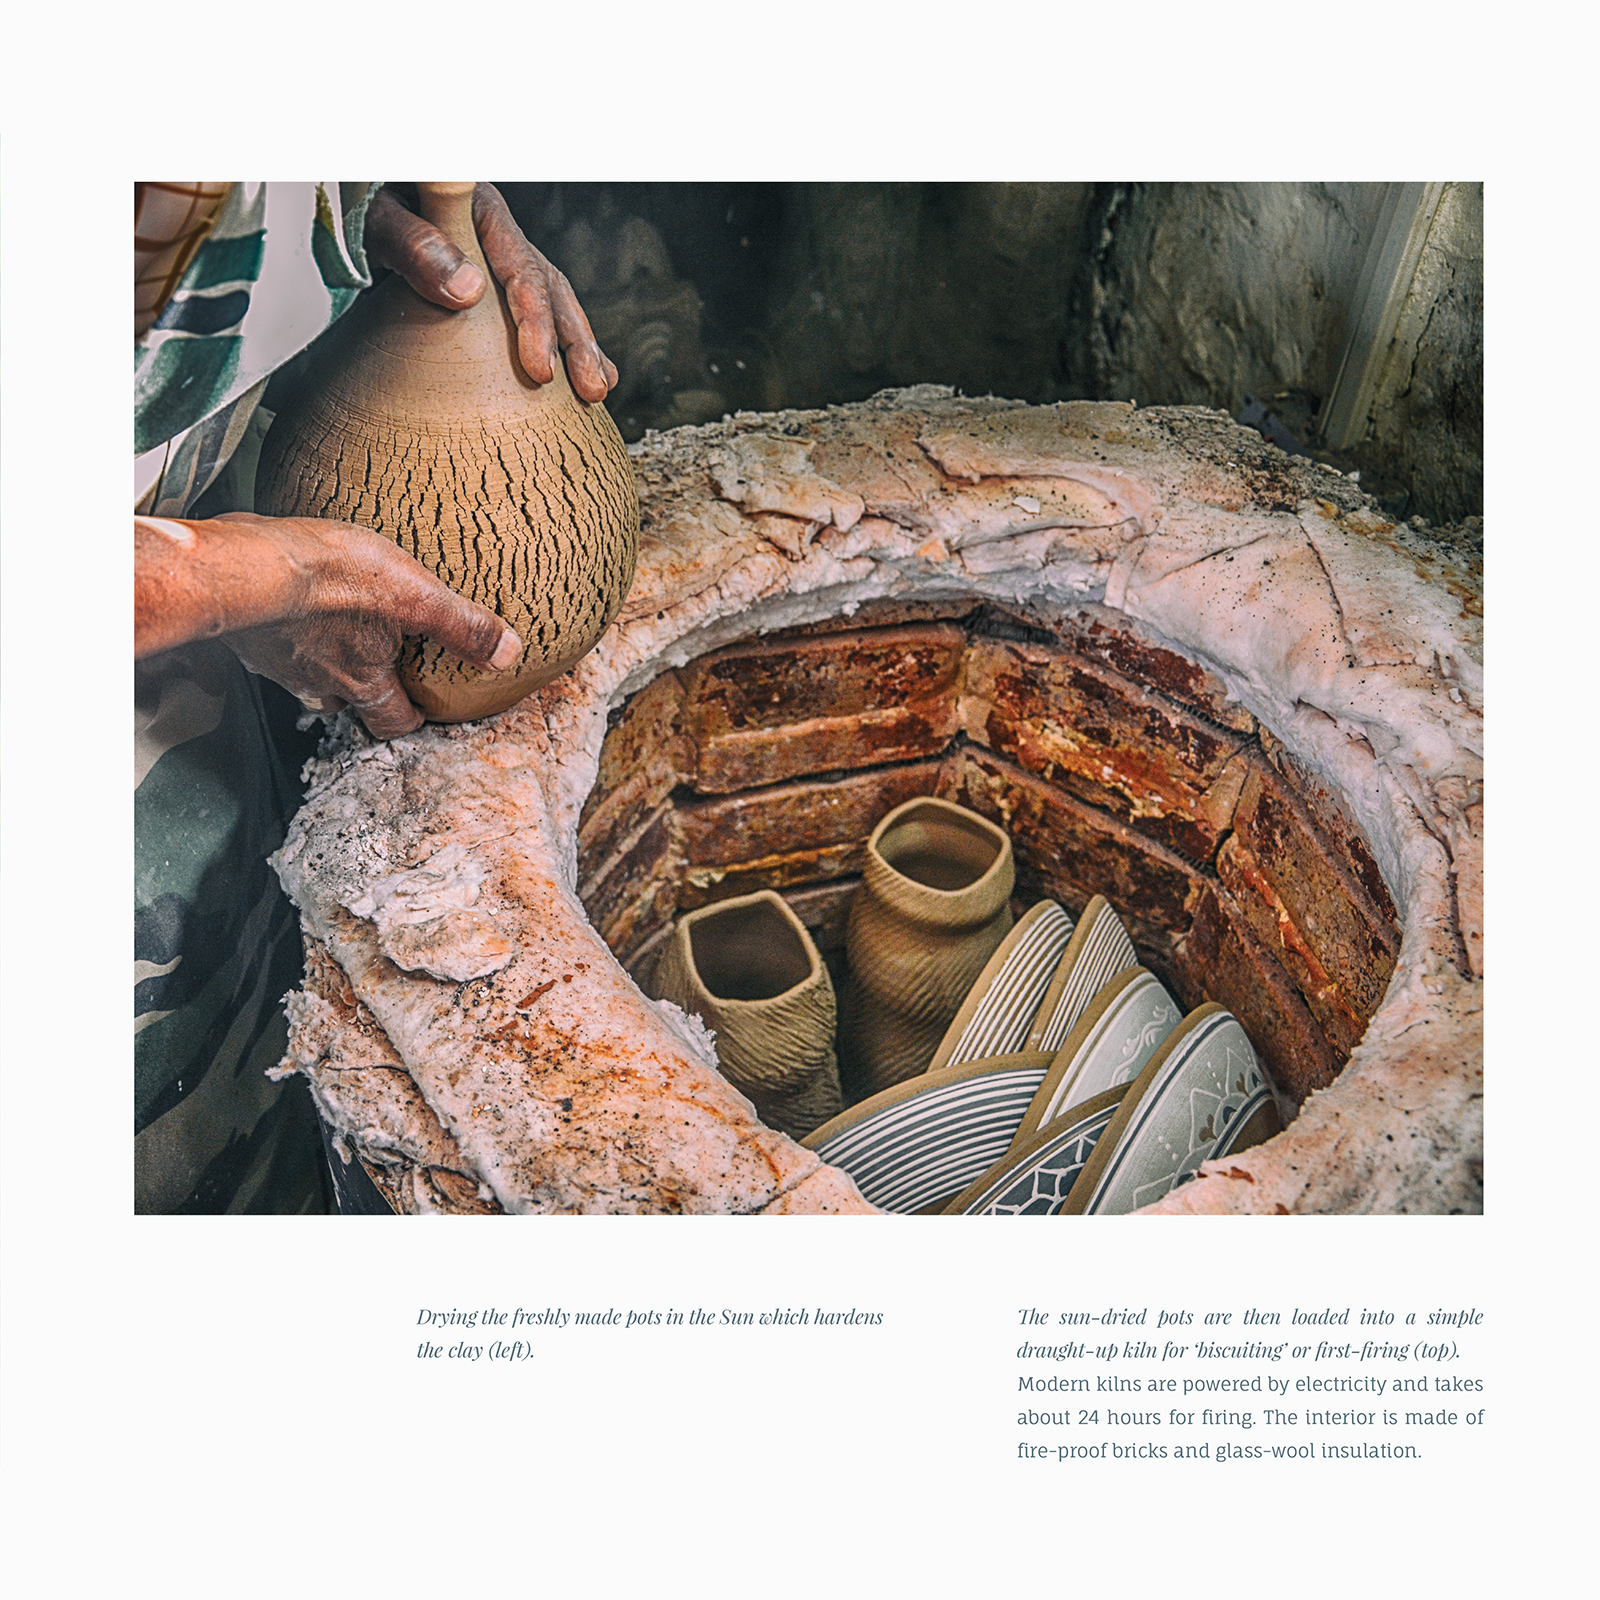 Drying the freshly made pots in the Sun which hardens
the clay (left).
The sun-dried pots are then loaded into a simple
draught-up kiln for ‘biscuiting’ or first-firing (top).
Modern kilns are powered by electricity and takes
about 24 hours for firing. The interior is made of
fire-proof bricks and glass-wool insulation.